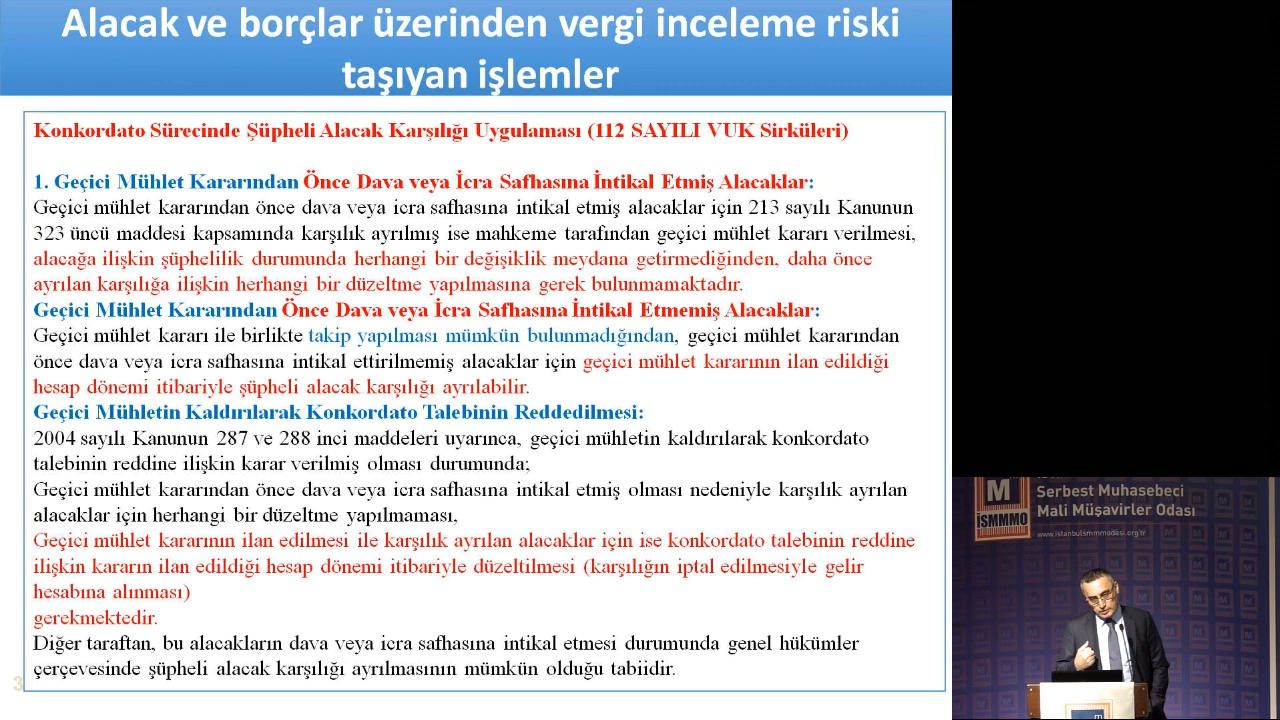 Alacak ve borçlar üzerinden vergi inceleme riski
taşıyan işlemler
Konkordato Sürecinde Şüpheli Alacak Karşılığı Uygulaması (112 SAYILI VUK Sirküleri)
1. Geçici Mühlet Kararından Önce Dava veya İcra Safhasına İntikal Etmiş Alacaklar:
Geçici mühlet kararından önce dava veya icra safhasına intikal etmiş alacaklar için 213 sayılı Kanunun
323 üncü maddesi kapsamında karşılık ayrılmış ise mahkeme tarafından geçici mühlet kararı verilmesi,
alacağa ilişkin şüphelilik durumunda herhangi bir değişiklik meydana getirmediğinden, daha önce
ayrılan karşılığa ilişkin herhangi bir düzeltme yapılmasına gerek bulunmamaktadır.
Geçici Mühlet Kararından Önce Dava veya İcra Safhasına İntikal Etmemiş Alacaklar:
Geçici mühlet kararı ile birlikte takip yapılması mümkün bulunmadığından, geçici mühlet kararından
önce dava veya icra safhasına intikal ettirilmemiş alacaklar için geçici mühlet kararının ilan edildiği
hesap dönemi itibariyle şüpheli alacak karşılığı ayrılabilir.
Geçici Mühletin Kaldırılarak Konkordato Talebinin Reddedilmesi:
2004 sayılı Kanunun 287 ve 288 inci maddeleri uyarınca, geçici mühletin kaldırılarak konkordato
talebinin reddine ilişkin karar verilmiş olması durumunda;
Geçici mühlet kararından önce dava veya icra safhasına intikal etmiş olması nedeniyle karşılık ayrılan
alacaklar için herhangi bir düzeltme yapılmaması,
Geçici mühlet kararının ilan edilmesi ile karşılık ayrılan alacaklar için ise konkordato talebinin reddine
ilişkin kararın ilan edildiği hesap dönemi itibariyle düzeltilmesi (karşılığın iptal edilmesiyle gelir
hesabına alınması)
gerekmektedir.
Diğer taraftan, bu alacakların dava veya icra safhasına intikal etmesi durumunda genel hükümler
çerçevesinde şüpheli alacak karşılığı ayrılmasının mümkün olduğu tabiidir.
3
M
İSMMMO
Serbest Muhasebeci
Mali Müşavirler Odası
www.istanbulsmmmodasi.org.tr